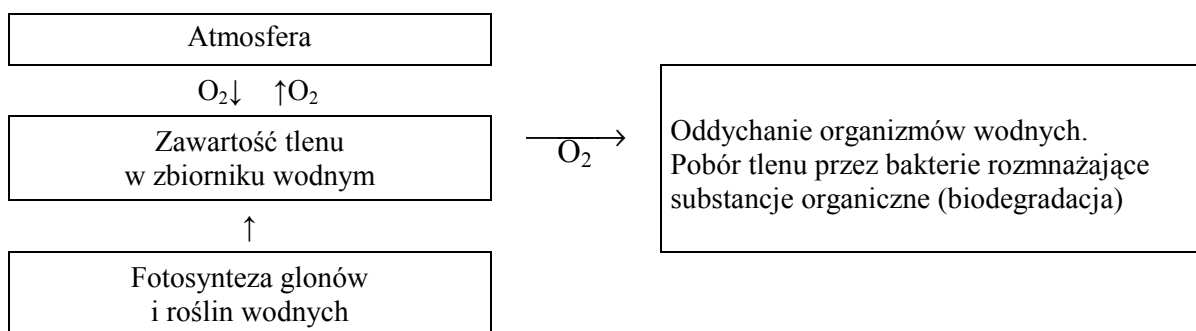 Atmosfera
O₂↓ ↑O₂
Zawartość tlenu
w zbiorniku wodnym
→
O₂
Oddychanie organizmów wodnych.
Pobór tlenu przez bakterie rozmnażające
substancje organiczne (biodegradacja)
↑
Fotosynteza glonów
i roślin wodnych